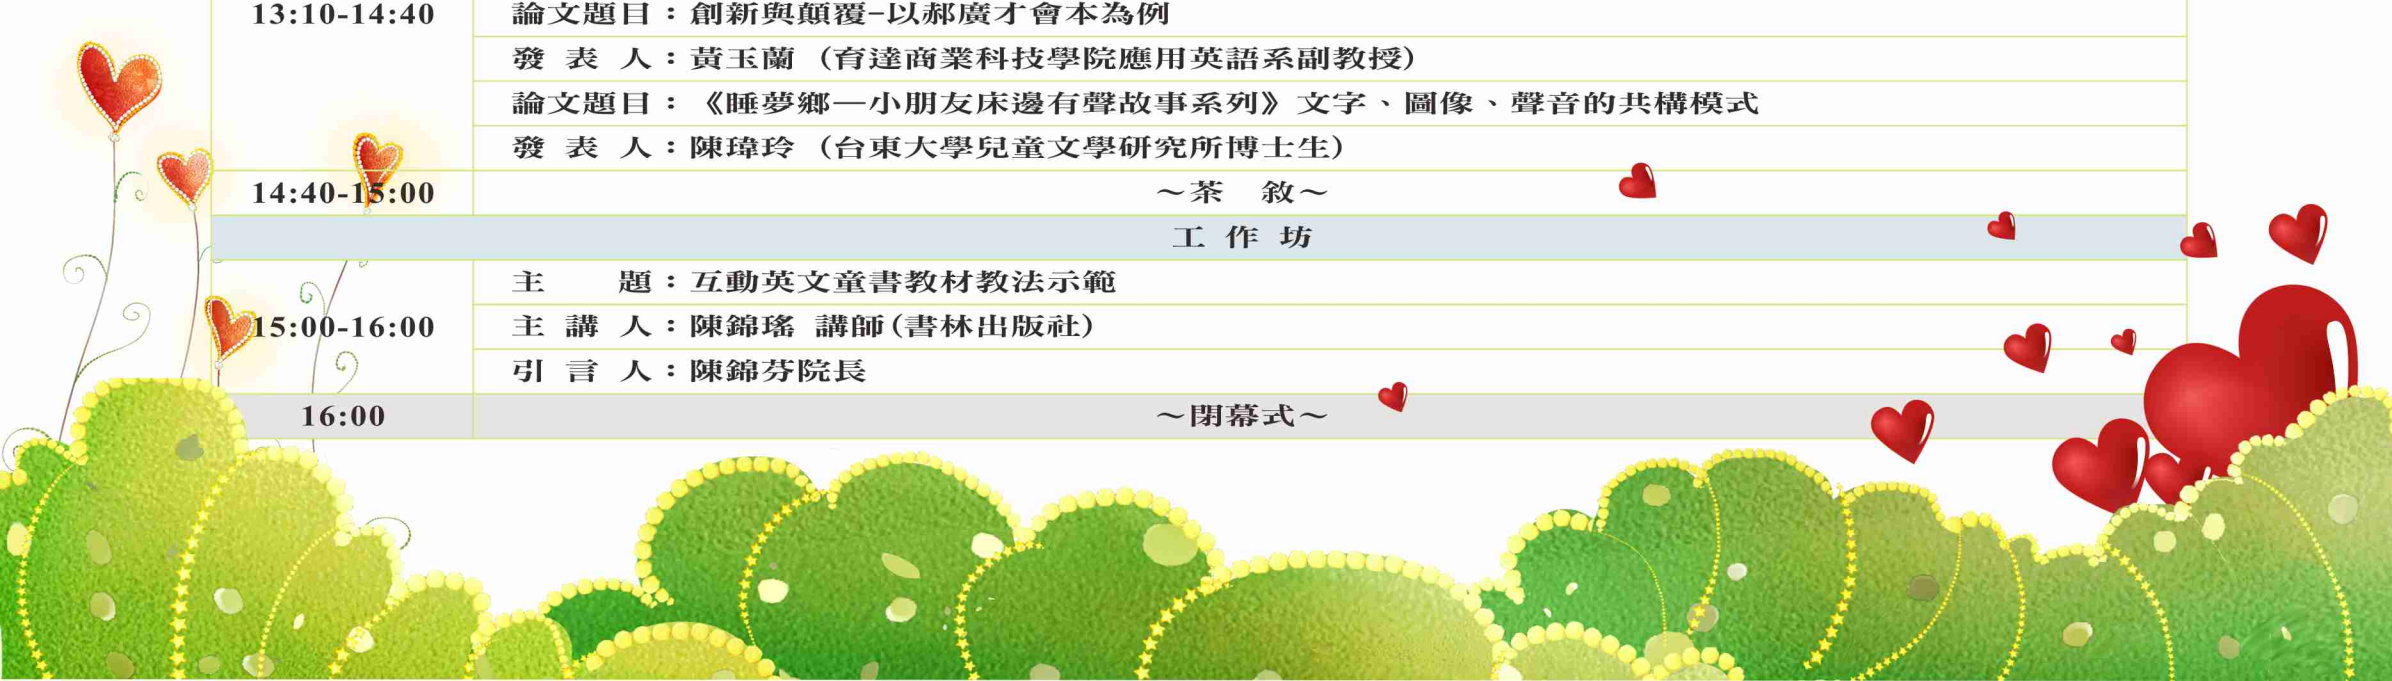 13:10-14:40 論文題目：創新與顛覆-以郝廣才會本為例
發 表 人：黃玉蘭 (育達商業科技學院應用英語系副教授)
論文題目：《睡夢鄉—小朋友床邊有聲故事系列》文字、圖像、聲音的共構模式
發 表 人：陳瑋玲 (台東大學兒童文學研究所博士生)
14:40-15:00 ～茶 敘～
工 作 坊
主 題：互動英文童書教材教法示範
15:00-16:00 主 講 人：陳錦瑤 講師(書林出版社)
引 言 人：陳錦芬院長
16:00 ～閉幕式～